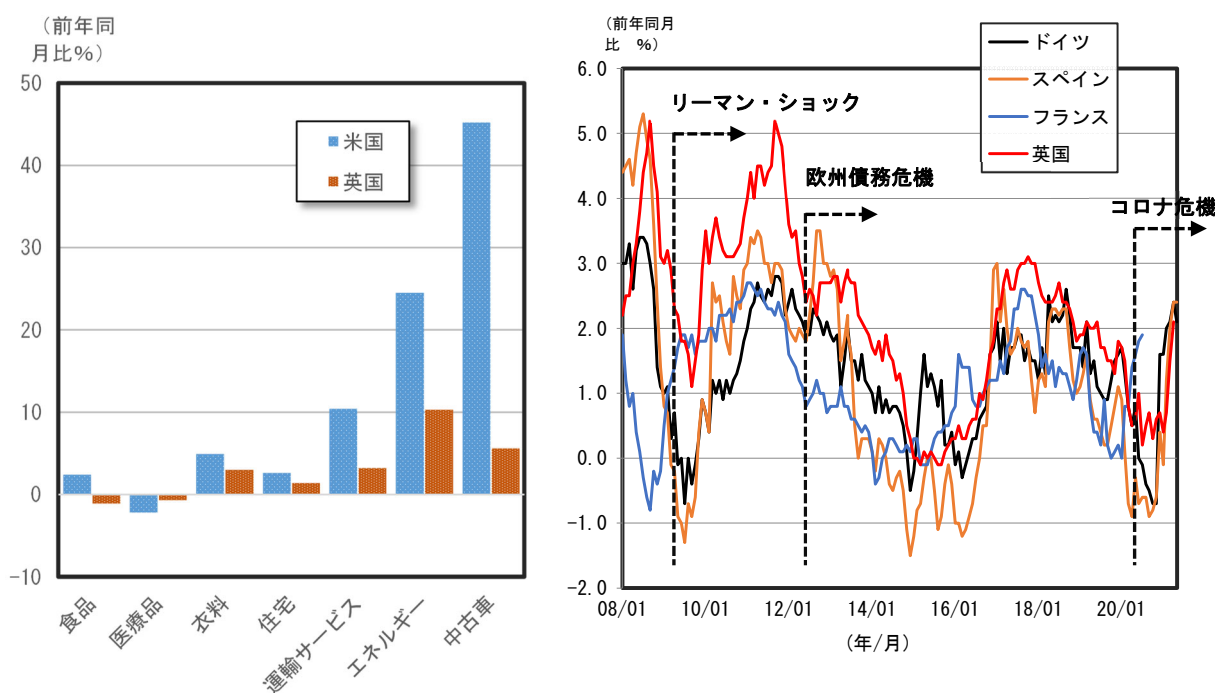 (前年同
月比%)
50
40
30
20
10
0
-10
米国
英国
食品
医療品
衣料
住宅
運輸サービス
エネルギー
中古車
(前年同月
比 %)
6.0
5.0
4.0
3.0
2.0
1.0
0.0
-1.0
-2.0
ドイツ
スペイン
フランス
英国
リーマン・ショック
欧州債務危機
コロナ危機
08/01 10/01 12/01 14/01 16/01 18/01 20/01
(年/月)